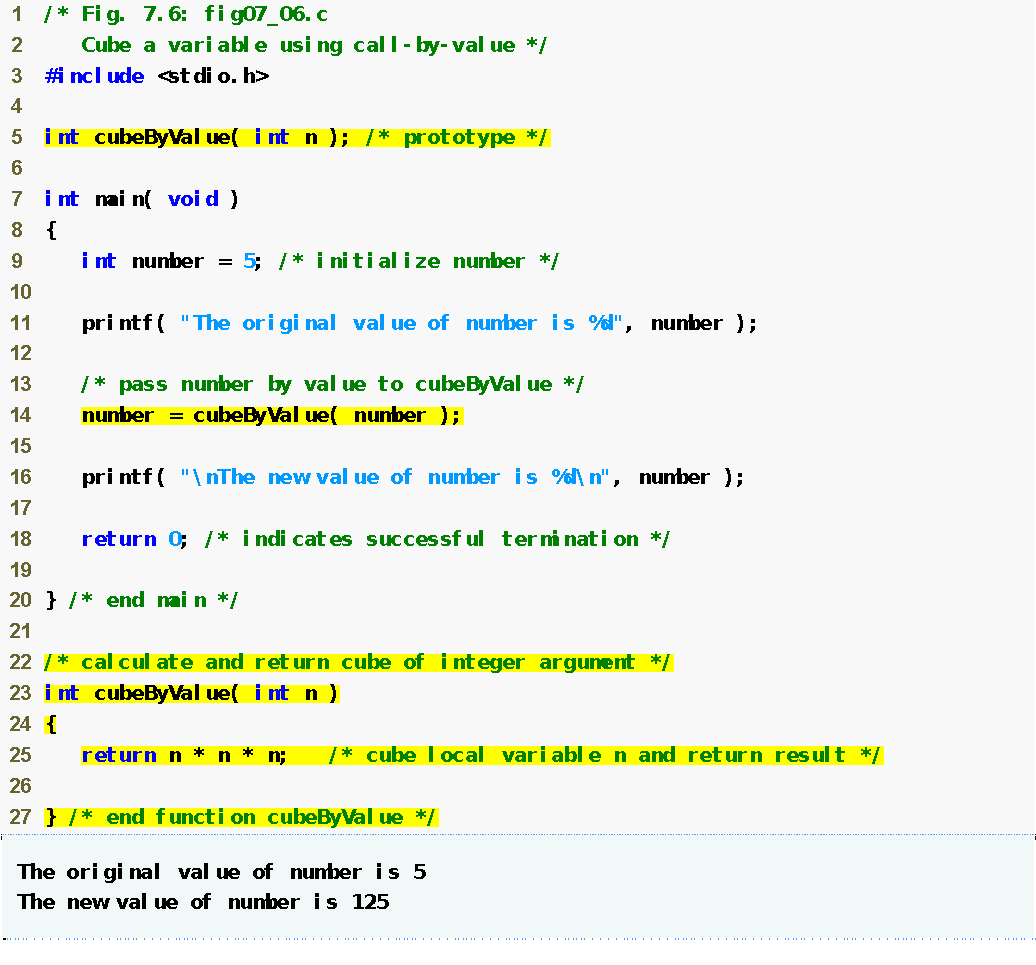 1 /* Fig. 7.6: fig07_06.c
2 Cube a variable using call-by-value */
3 #include <stdio.h>
4
5 int cubeByValue( int n ); /* prototype */
6
7 int main( void )
8 {
9 int number = 5; /* initialize number */
10
11 printf( "The original value of number is %d", number );
12
13 /* pass number by value to cubeByValue */
14 number = cubeByValue( number );
15
16 printf( "\nThe new value of number is %d\n", number );
17
18 return 0; /* indicates successful termination */
19
20 } /* end main */
21
22 /* calculate and return cube of integer argument */
23 int cubeByValue( int n )
24 {
25 return n * n * n; /* cube local variable n and return result */
26
27 } /* end function cubeByValue */
The original value of number is 5
The new value of number is 125